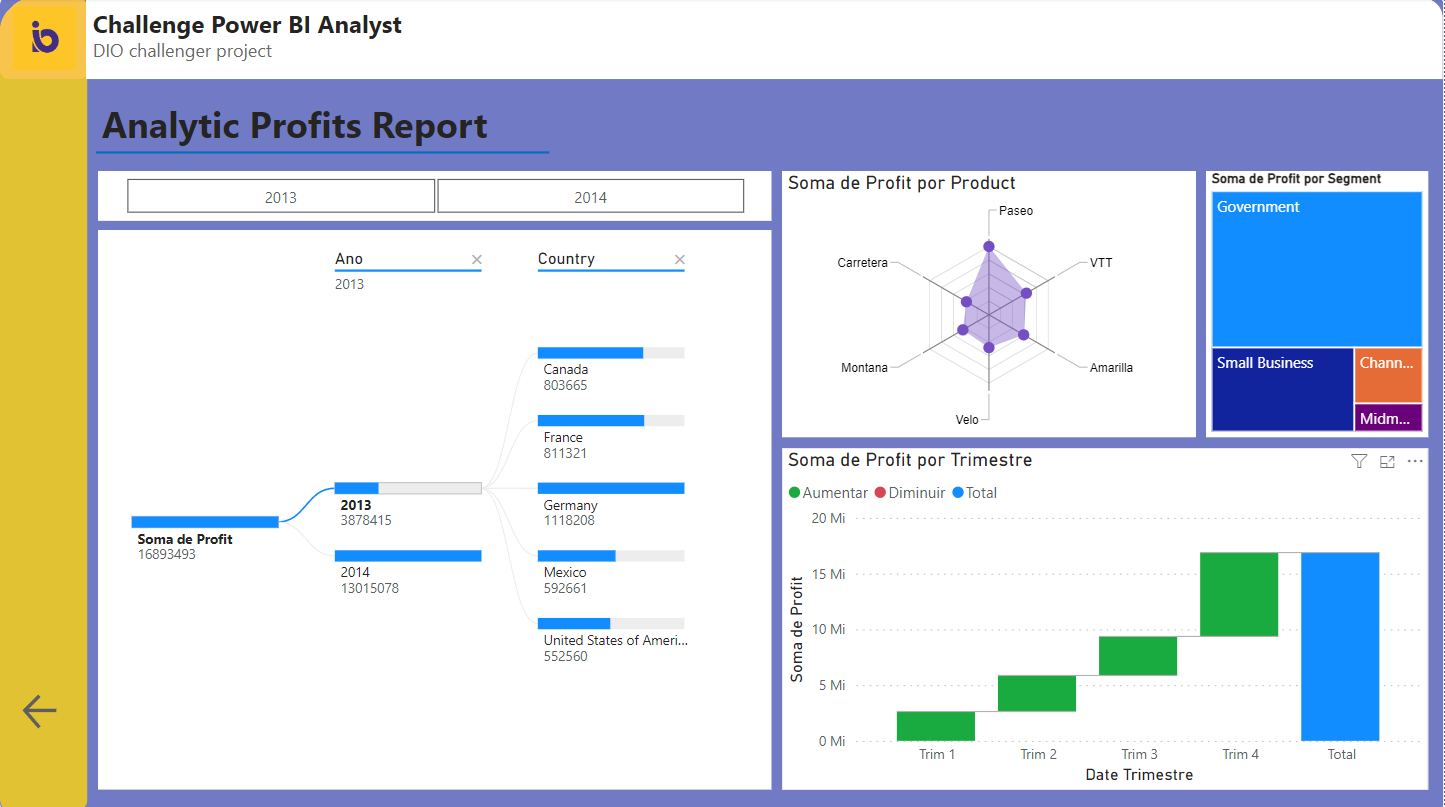 Challenge Power BI Analyst
DIO challenger project
Analytic Profits Report
2013
2014
Ano
2013
Country
Soma de Profit
16893493
2013
3878415
2014
13015078
Canada
803665
France
811321
Germany
1118208
Mexico
592661
United States of Ameri...
552560
Soma de Profit por Product
Paseo
VTT
Amarilla
Velo
Montana
Carretera
Soma de Profit por Segment
Government
Small Business
Chann...
Midm...
Soma de Profit por Trimestre
Aumentar Diminuir Total
Soma de Profit
20 Mi
15 Mi
10 Mi
5 Mi
0 Mi
Trim 1 Trim 2 Trim 3 Trim 4 Total
Date Trimestre